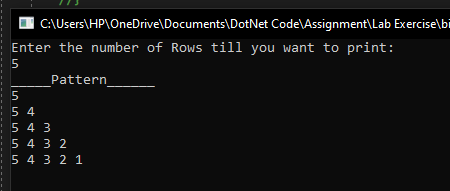 //}
C:\Users\HP\OneDrive\Documents\DotNet Code\Assignment\Lab Exercise\bi
Enter the number of Rows till you want to print:
5
_____Pattern______
5
5 4
5 4 3
5 4 3 2
5 4 3 2 1